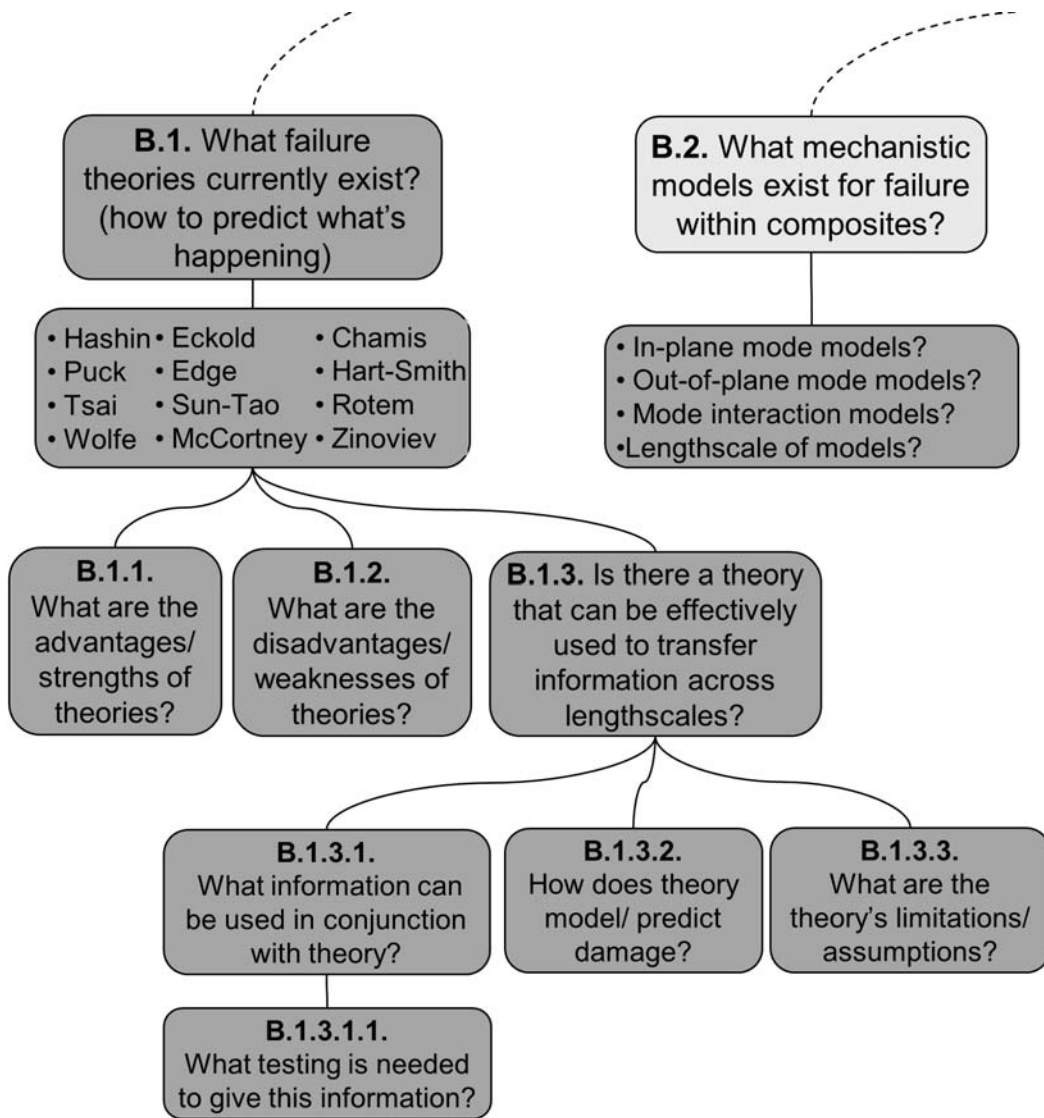 B.1. What failure
theories currently exist?
(how to predict what's
happening)
B.2. What mechanistic
models exist for failure
within composites?
• Hashin • Eckold • Chamis
• Puck • Edge • Hart-Smith
• Tsai • Sun-Tao • Rotem
• Wolfe • McCortney • Zinoviev
• In-plane mode models?
• Out-of-plane mode models?
• Mode interaction models?
•Lengthscale of models?
B.1.1.
What are the
advantages/
strengths of
theories?
B.1.2.
What are the
disadvantages/
weaknesses of
theories?
B.1.3. Is there a theory
that can be effectively
used to transfer
information across
lengthscales?
B.1.3.1.
What information can
be used in conjunction
with theory?
B.1.3.2.
How does theory
model/ predict
damage?
B.1.3.3.
What are the
theory's limitations/
assumptions?
B.1.3.1.1.
What testing is needed
to give this information?